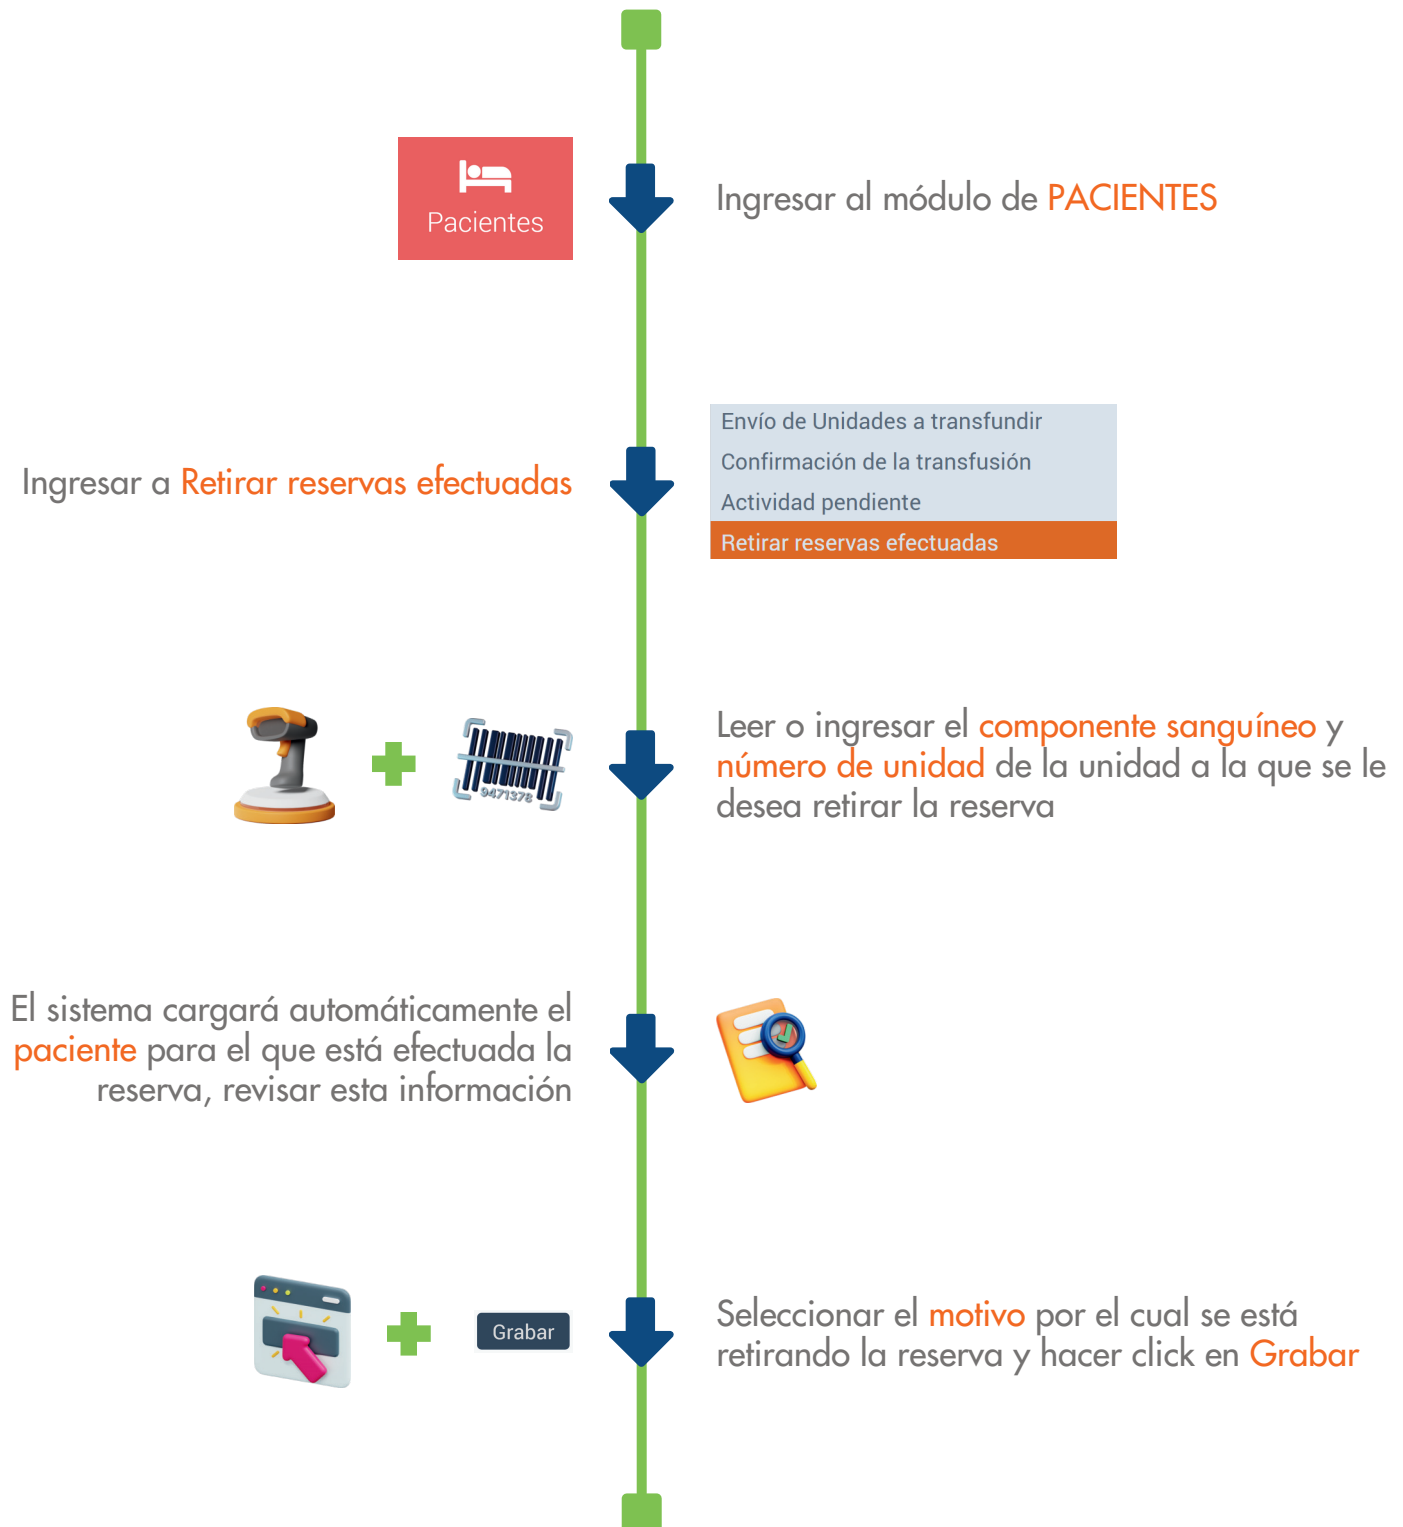 Pacientes
Ingresar al módulo de PACIENTES
Ingresar a Retirar reservas efectuadas
Envío de Unidades a transfundir
Confirmación de la transfusión
Actividad pendiente
Retirar reservas efectuadas
9471378
Leer o ingresar el componente sanguíneo y
número de unidad de la unidad a la que se le
desea retirar la reserva
El sistema cargará automáticamente el
paciente para el que está efectuada la
reserva, revisar esta información
Grabar
Seleccionar el motivo por el cual se está
retirando la reserva y hacer click en Grabar